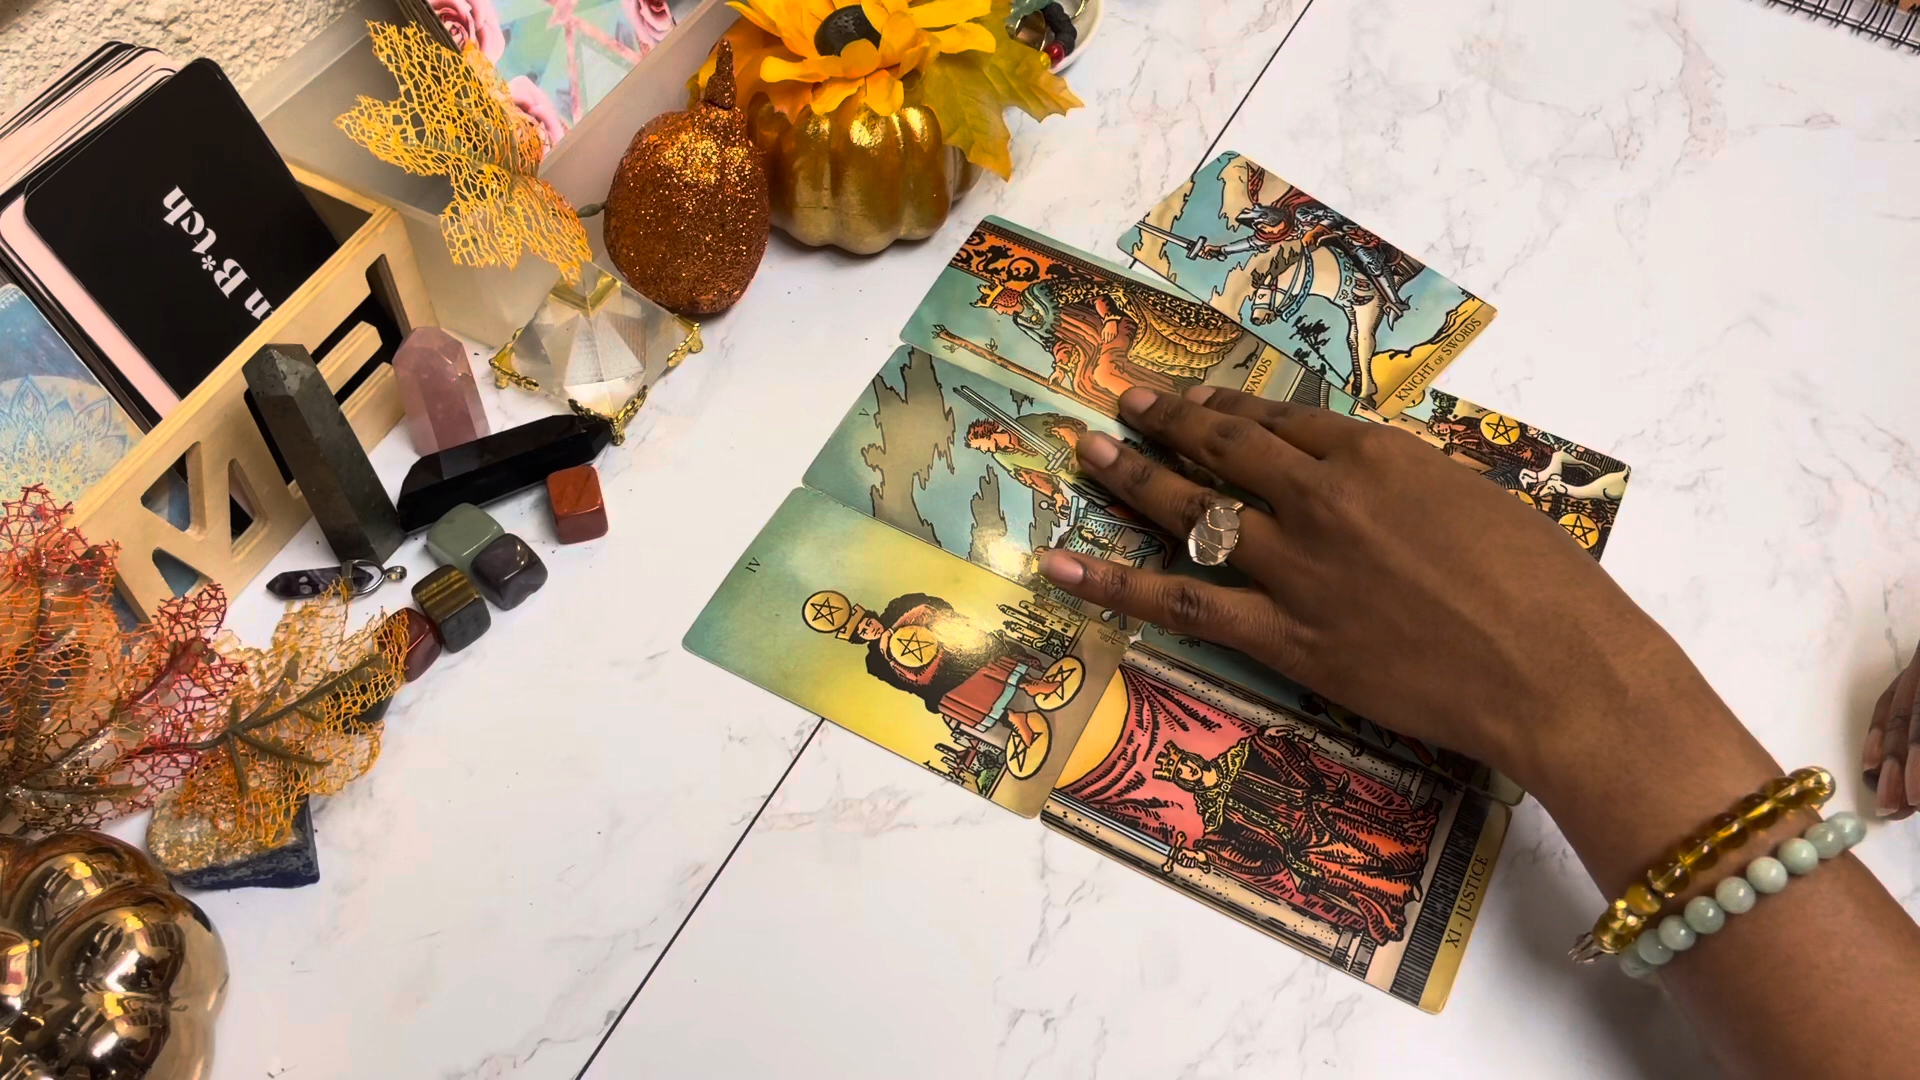 n B*tch
KNIGHT OF SWORDS
WANDS
V
IV
XI - JUSTICE